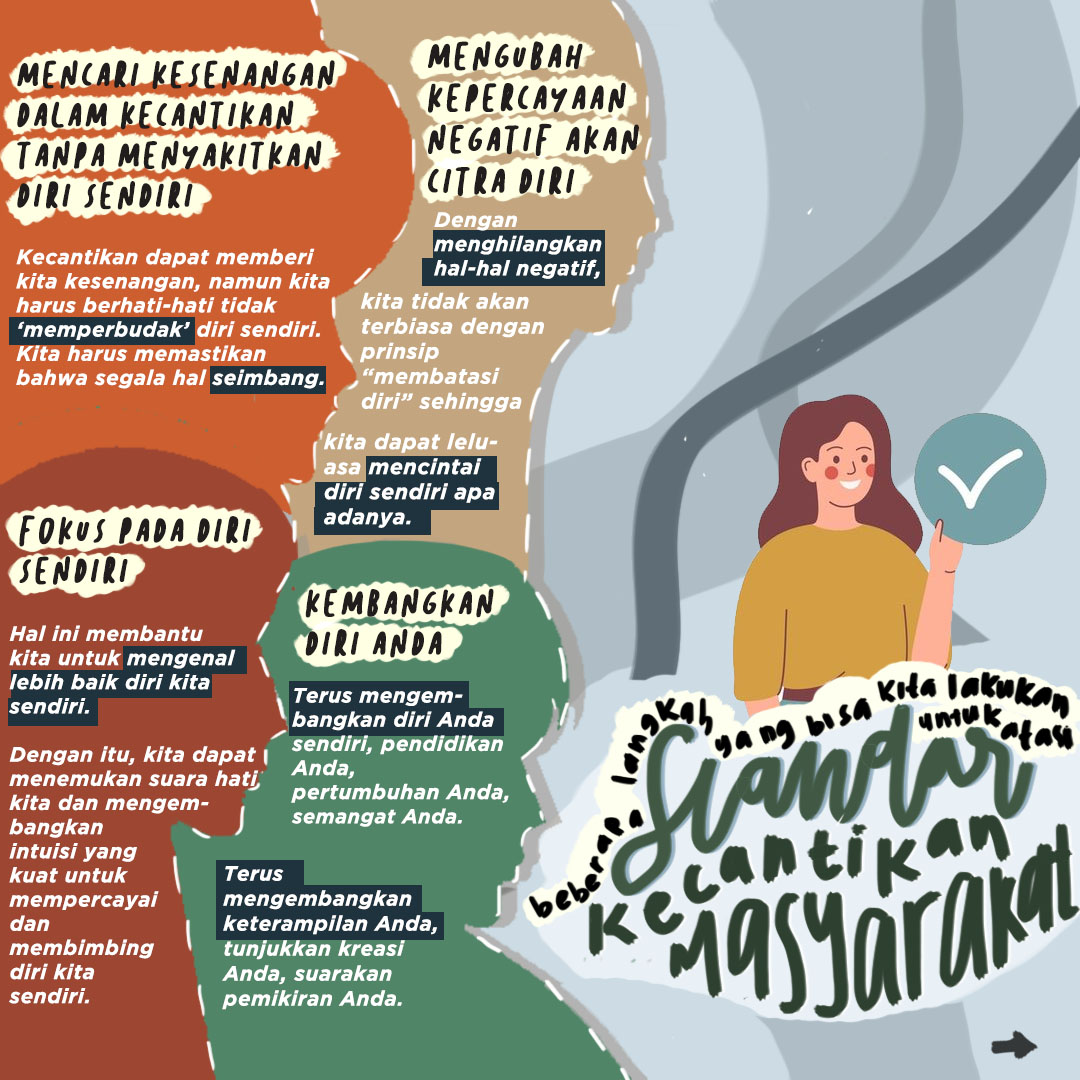 MENCARI KESENANGAN
DALAM KECANTIKAN
TANPA MENYAKITKAN
DIRI SENDIRI
Kecantikan dapat memberi
kita kesenangan, namun kita
harus berhati-hati tidak
‘memperbudak’ diri sendiri.
Kita harus memastikan
bahwa segala hal seimbang.
MENGUBAH
KEPERCAYAAN
NEGATIF AKAN
CITRA DIRI
Dengan
menghilangkan
hal-hal negatif,
kita tidak akan
terbiasa dengan
prinsip
“membatasi
diri” sehingga
kita dapat lelu-
asa mencintai
diri sendiri apa
adanya.
FOKUS PADA DIRI
SENDIRI
Hal ini membantu
kita untuk mengenal
lebih baik diri kita
sendiri.
Dengan itu, kita dapat
menemukan suara hati
kita dan mengem-
bangkan
intuisi yang
kuat untuk
mempercayai
dan
membimbing
diri kita
sendiri.
KEMBANGKAN
DIRI ANDA
Terus mengem-
bangkan diri Anda
sendiri, pendidikan
Anda,
pertumbuhan Anda,
semangat Anda.
Terus
mengembangkan
keterampilan Anda,
tunjukkan kreasi
Anda, suarakan
pemikiran Anda.
beberapa langkah yang bisa kita lakukan
untuk atasi
Standar
Kecantikan
Masyarakat